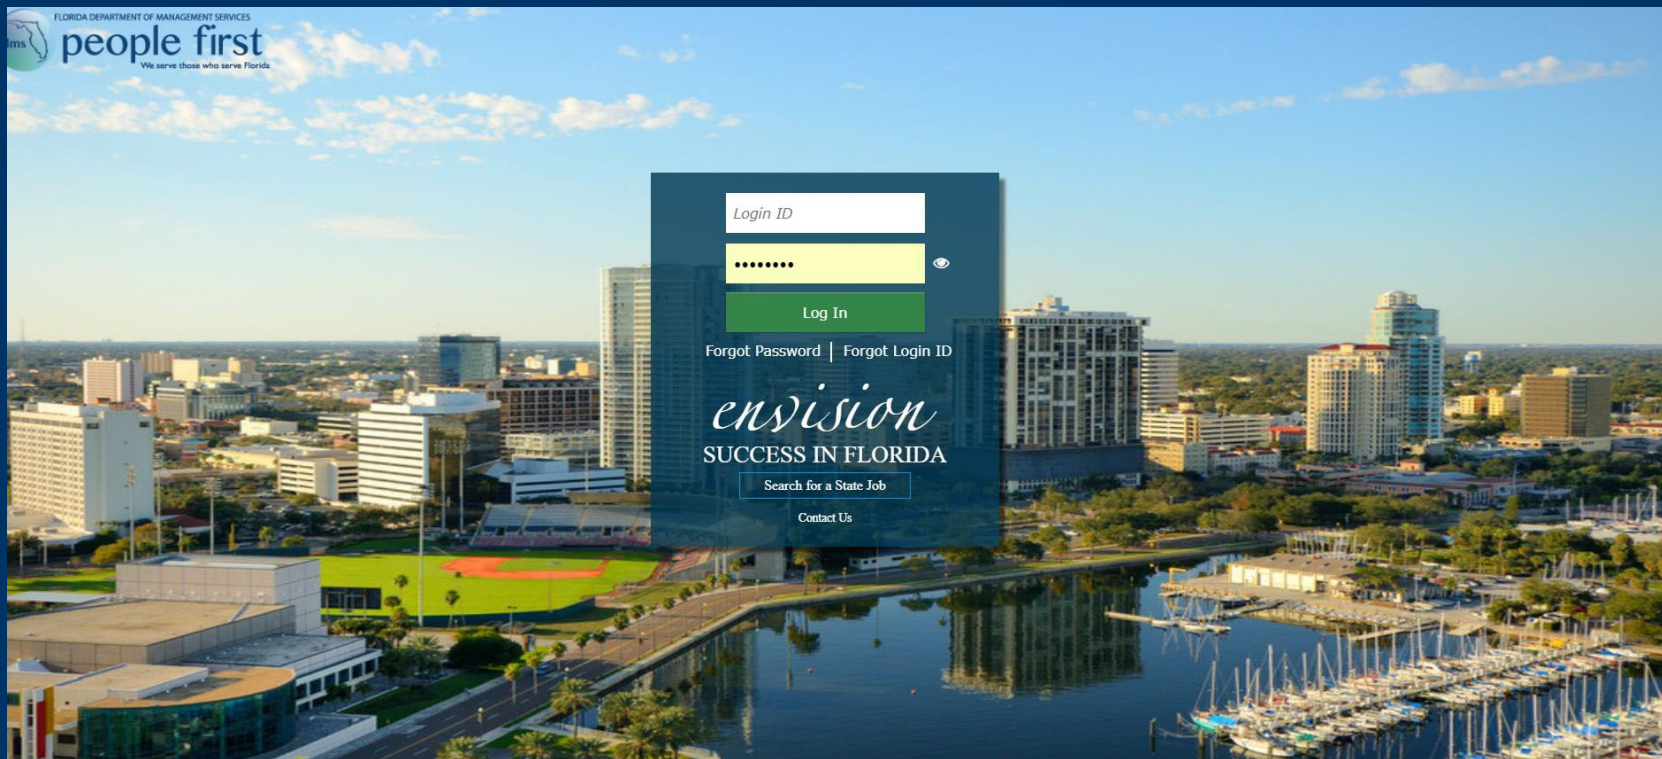 FLORIDA DEPARTMENT OF MANAGEMENT SERVICES
dms people first
We serve those who serve Florida
Login ID
••••••••
Log In
Forgot Password | Forgot Login ID
envision
SUCCESS IN FLORIDA
Search for a State Job
Contact Us